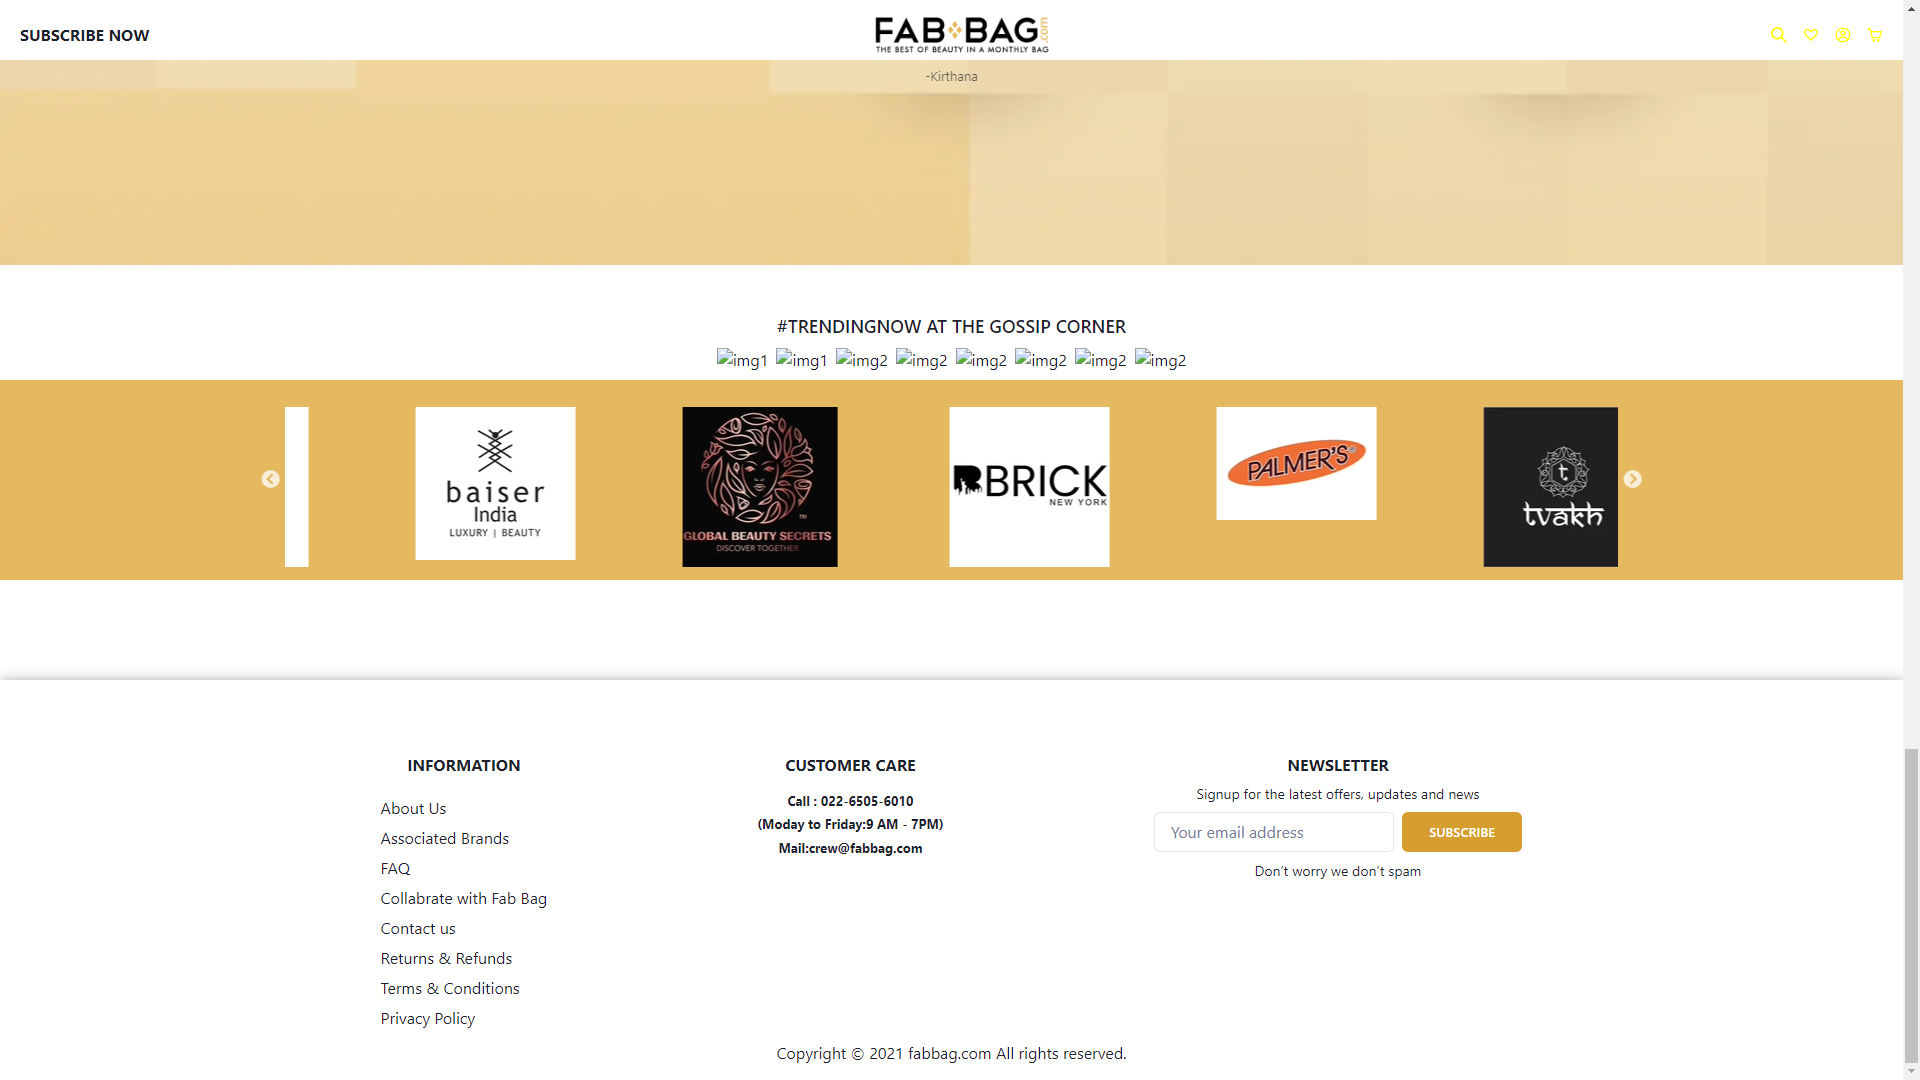 SUBSCRIBE NOW
FAB BAG .com
THE BEST OF BEAUTY IN A MONTHLY BAG
-Kirthana
#TRENDINGNOW AT THE GOSSIP CORNER
img1 img1 img2 img2 img2 img2 img2 img2
baiser
India
LUXURY | BEAUTY
GLOBAL BEAUTY SECRETS
DISCOVER TOGETHER
TM
BRICK
NEW YORK
PALMER'S
t
tvakh
INFORMATION
About Us
Associated Brands
FAQ
Collabrate with Fab Bag
Contact us
Returns & Refunds
Terms & Conditions
Privacy Policy
CUSTOMER CARE
Call : 022-6505-6010
(Moday to Friday:9 AM - 7PM)
Mail:crew@fabbag.com
NEWSLETTER
Signup for the latest offers, updates and news
Your email address
SUBSCRIBE
Don’t worry we don’t spam
Copyright © 2021 fabbag.com All rights reserved.